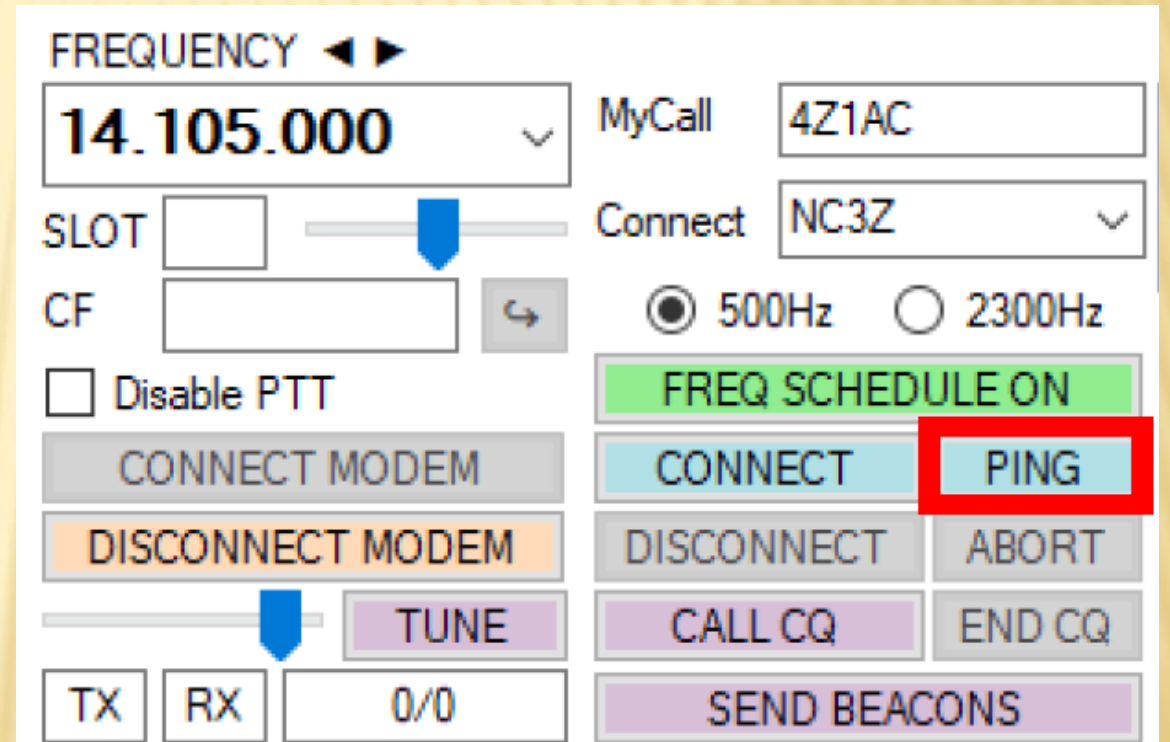 FREQUENCY ◄ ►
14.105.000
MyCall 4Z1AC
SLOT
Connect NC3Z
CF
500Hz 2300Hz
Disable PTT
FREQ SCHEDULE ON
CONNECT MODEM
CONNECT PING
DISCONNECT MODEM
DISCONNECT ABORT
TUNE
CALL CQ END CQ
TX RX 0/0
SEND BEACONS